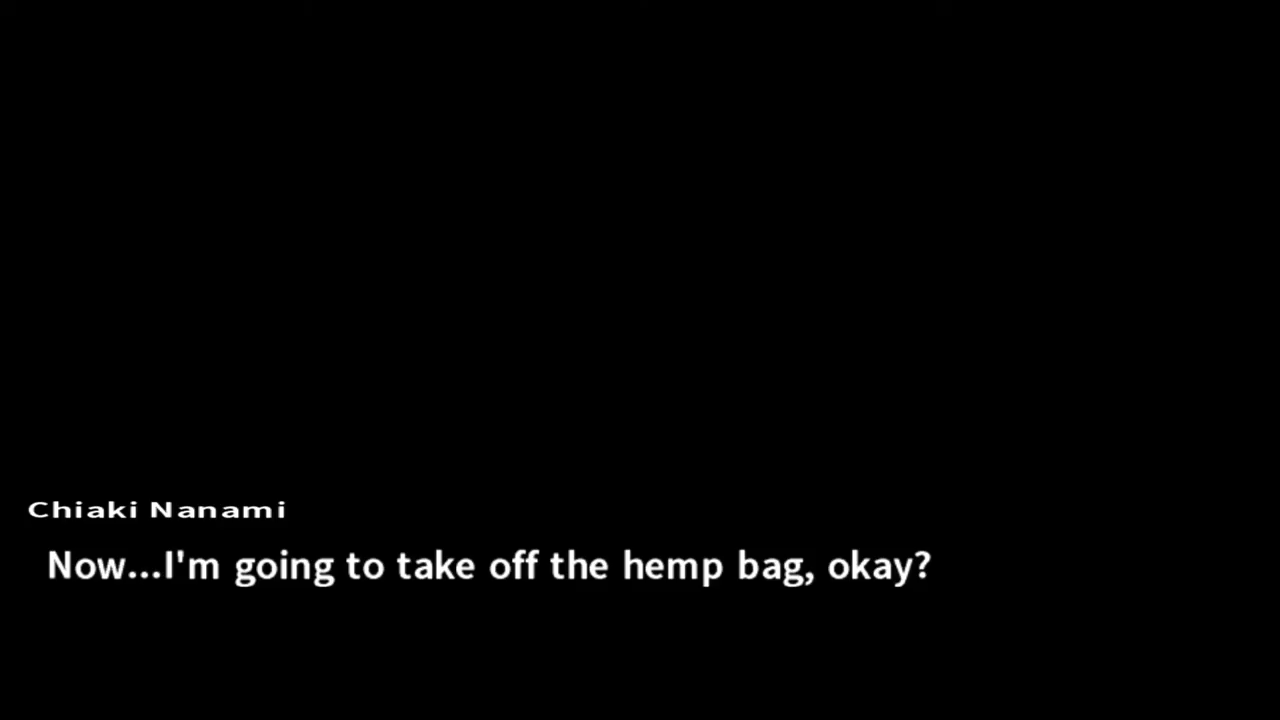 Chiaki Nanami
Now...I'm going to take off the hemp bag, okay?